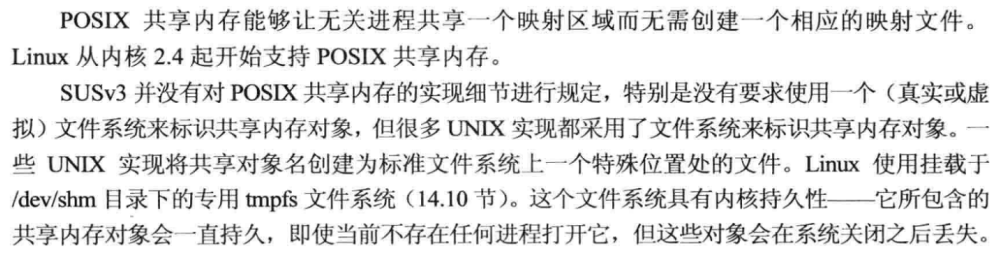 POSIX 共享内存能够让无关进程共享一个映射区域而无需创建一个相应的映射文件。
Linux 从内核 2.4 起开始支持 POSIX 共享内存。
SUSv3 并没有对 POSIX 共享内存的实现细节进行规定，特别是没有要求使用一个（真实或虚
拟）文件系统来标识共享内存对象，但很多 UNIX 实现都采用了文件系统来标识共享内存对象。一
些 UNIX 实现将共享对象名创建为标准文件系统上一个特殊位置处的文件。Linux 使用挂载于
/dev/shm 目录下的专用 tmpfs 文件系统（14.10 节）。这个文件系统具有内核持久性——它所包含的
共享内存对象会一直持久，即使当前不存在任何进程打开它，但这些对象会在系统关闭之后丢失。